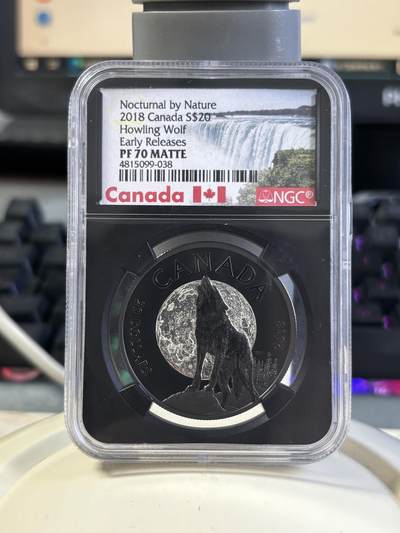 Nocturnal by Nature
2018 Canada S$20
Howling Wolf
Early Releases
PF 70 MATTE
4815099-038
Canada NGC®
CANADA